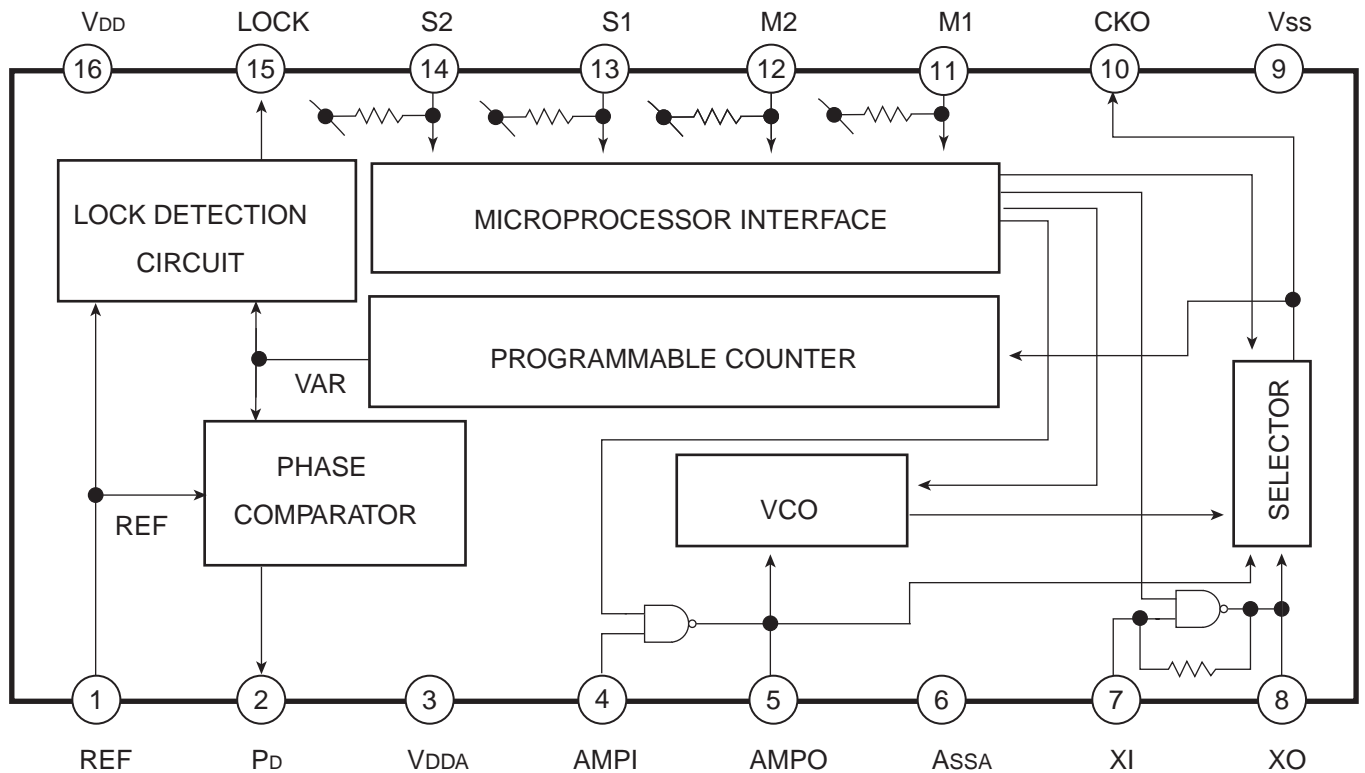 VDD LOCK S2 S1 M2 M1 CKO Vss
16 15 14 13 12 11 10 9
LOCK DETECTION
CIRCUIT
MICROPROCESSOR INTERFACE
PROGRAMMABLE COUNTER
VAR
SELECTOR
PHASE
COMPARATOR
REF
VCO
1 2 3 4 5 6 7 8
REF PD VDDA AMPI AMPO ASSA XI XO